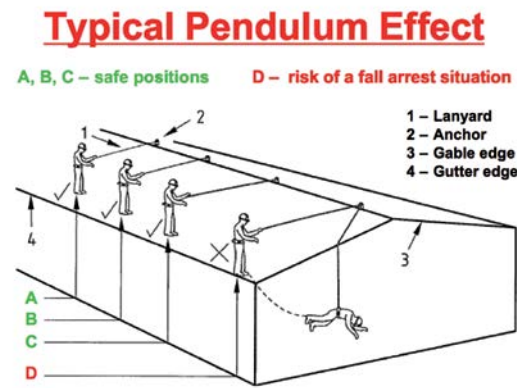 Typical Pendulum Effect
A, B, C – safe positions
D – risk of a fall arrest situation
1 – Lanyard
2 – Anchor
3 – Gable edge
4 – Gutter edge
1
2
3
4
A
B
C
D